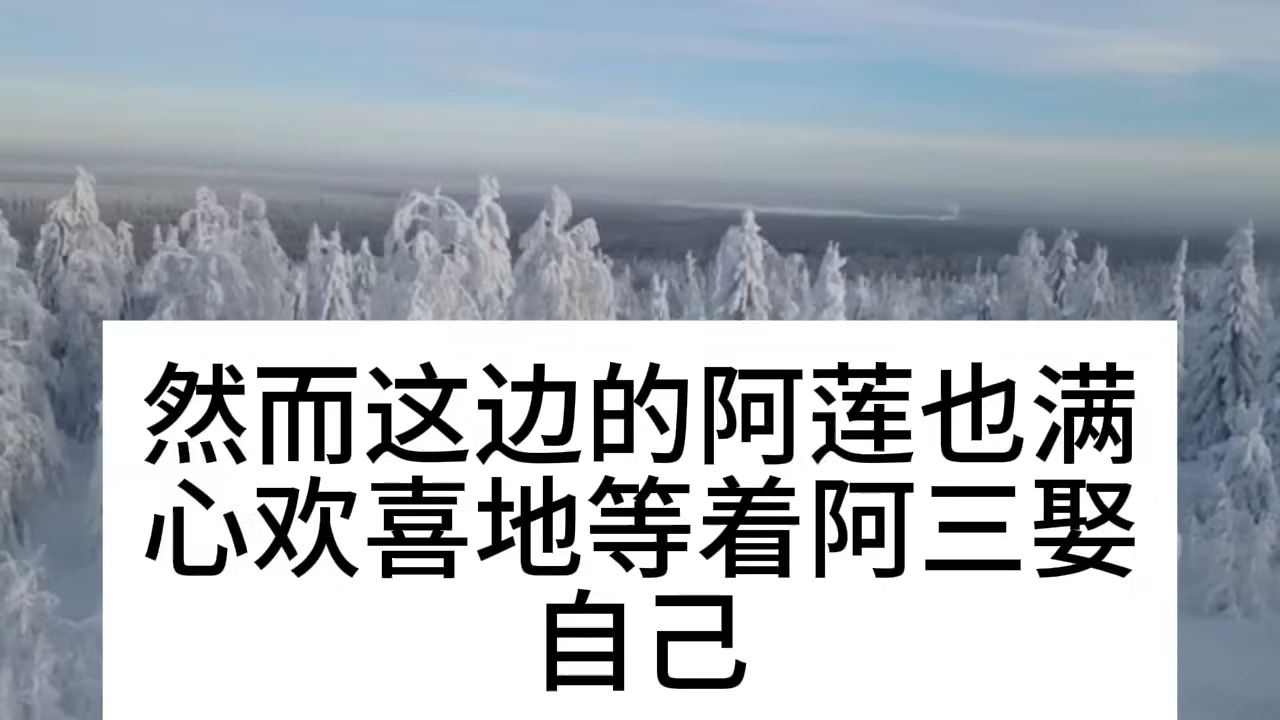 然而这边的阿莲也满
心欢喜地等着阿三娶
自己